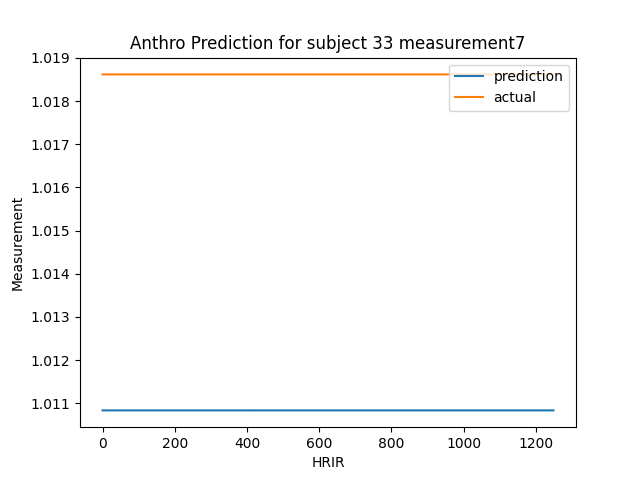 Anthro Prediction for subject 33 measurement7
1.019
1.018
1.017
1.016
1.015
1.014
1.013
1.012
1.011
Measurement
prediction
actual
0 200 400 600 800 1000 1200
HRIR